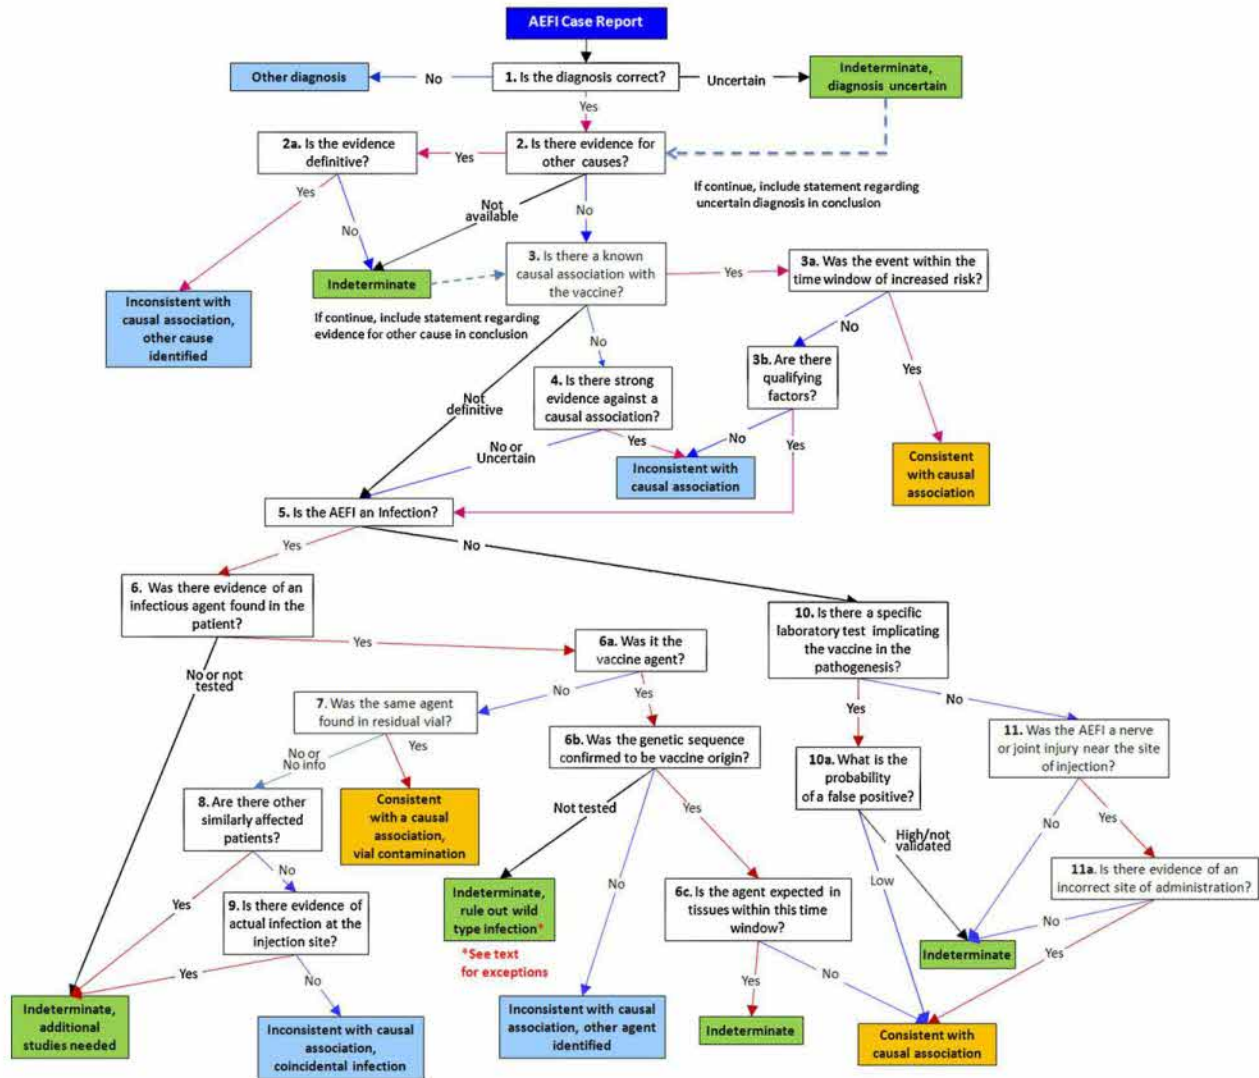 AEFI Case Report
Other diagnosis
No
1. Is the diagnosis correct?
Uncertain
Indeterminate,
diagnosis uncertain
Yes
2a. Is the evidence
definitive?
Yes
2. Is there evidence for
other causes?
If continue, include statement regarding
uncertain diagnosis in conclusion
Yes
No
Not
available
No
Indeterminate
3. Is there a known
causal association with
the vaccine?
Yes
3a. Was the event within the
time window of increased risk?
Inconsistent with
causal association,
other cause
identified
If continue, include statement regarding
evidence for other cause in conclusion
No
No
Yes
3b. Are there
qualifying
factors?
4. Is there strong
evidence against a
causal association?
Not
definitive
No or
Uncertain
Yes
No
Yes
Inconsistent with
causal association
Consistent
with causal
association
5. Is the AEFI an Infection?
Yes
No
6. Was there evidence of an
infectious agent found in the
patient?
Yes
6a. Was it the
vaccine agent?
10. Is there a specific
laboratory test implicating
the vaccine in the
pathogenesis?
No or not
tested
No
Yes
7. Was the same agent
found in residual vial?
Yes
No
No or
No info
Yes
6b. Was the genetic sequence
confirmed to be vaccine origin?
10a. What is the
probability
of a false positive?
11. Was the AEFI a nerve
or joint injury near the site
of injection?
8. Are there other
similarly affected
patients?
Consistent
with a causal
association,
vial contamination
Not tested
Yes
No
High/not
validated
No
Yes
Low
No
Yes
9. Is there evidence of
actual infection at the
injection site?
Indeterminate,
rule out wild
type infection*
*See text
for exceptions
6c. Is the agent expected in
tissues within this time
window?
11a. Is there evidence of an
incorrect site of administration?
No
Yes
Indeterminate
Yes
No
Yes
No
Indeterminate,
additional
studies needed
Inconsistent with causal
association,
coincidental infection
Inconsistent with causal
association, other agent
identified
Indeterminate
Consistent with
causal association